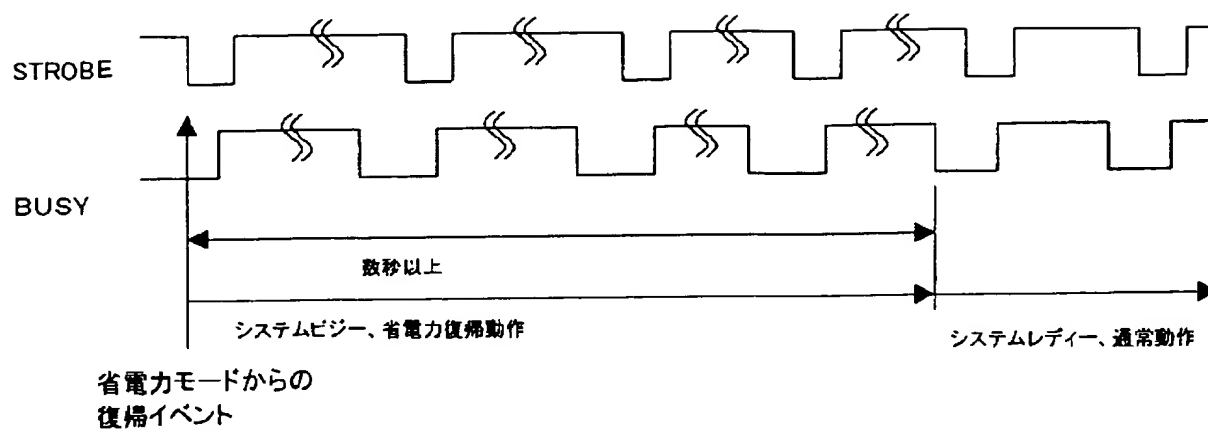 STROBE
BUSY
数秒以上
システムビジー、省電力復帰動作
システムレディー、通常動作
省電力モードからの
復帰イベント